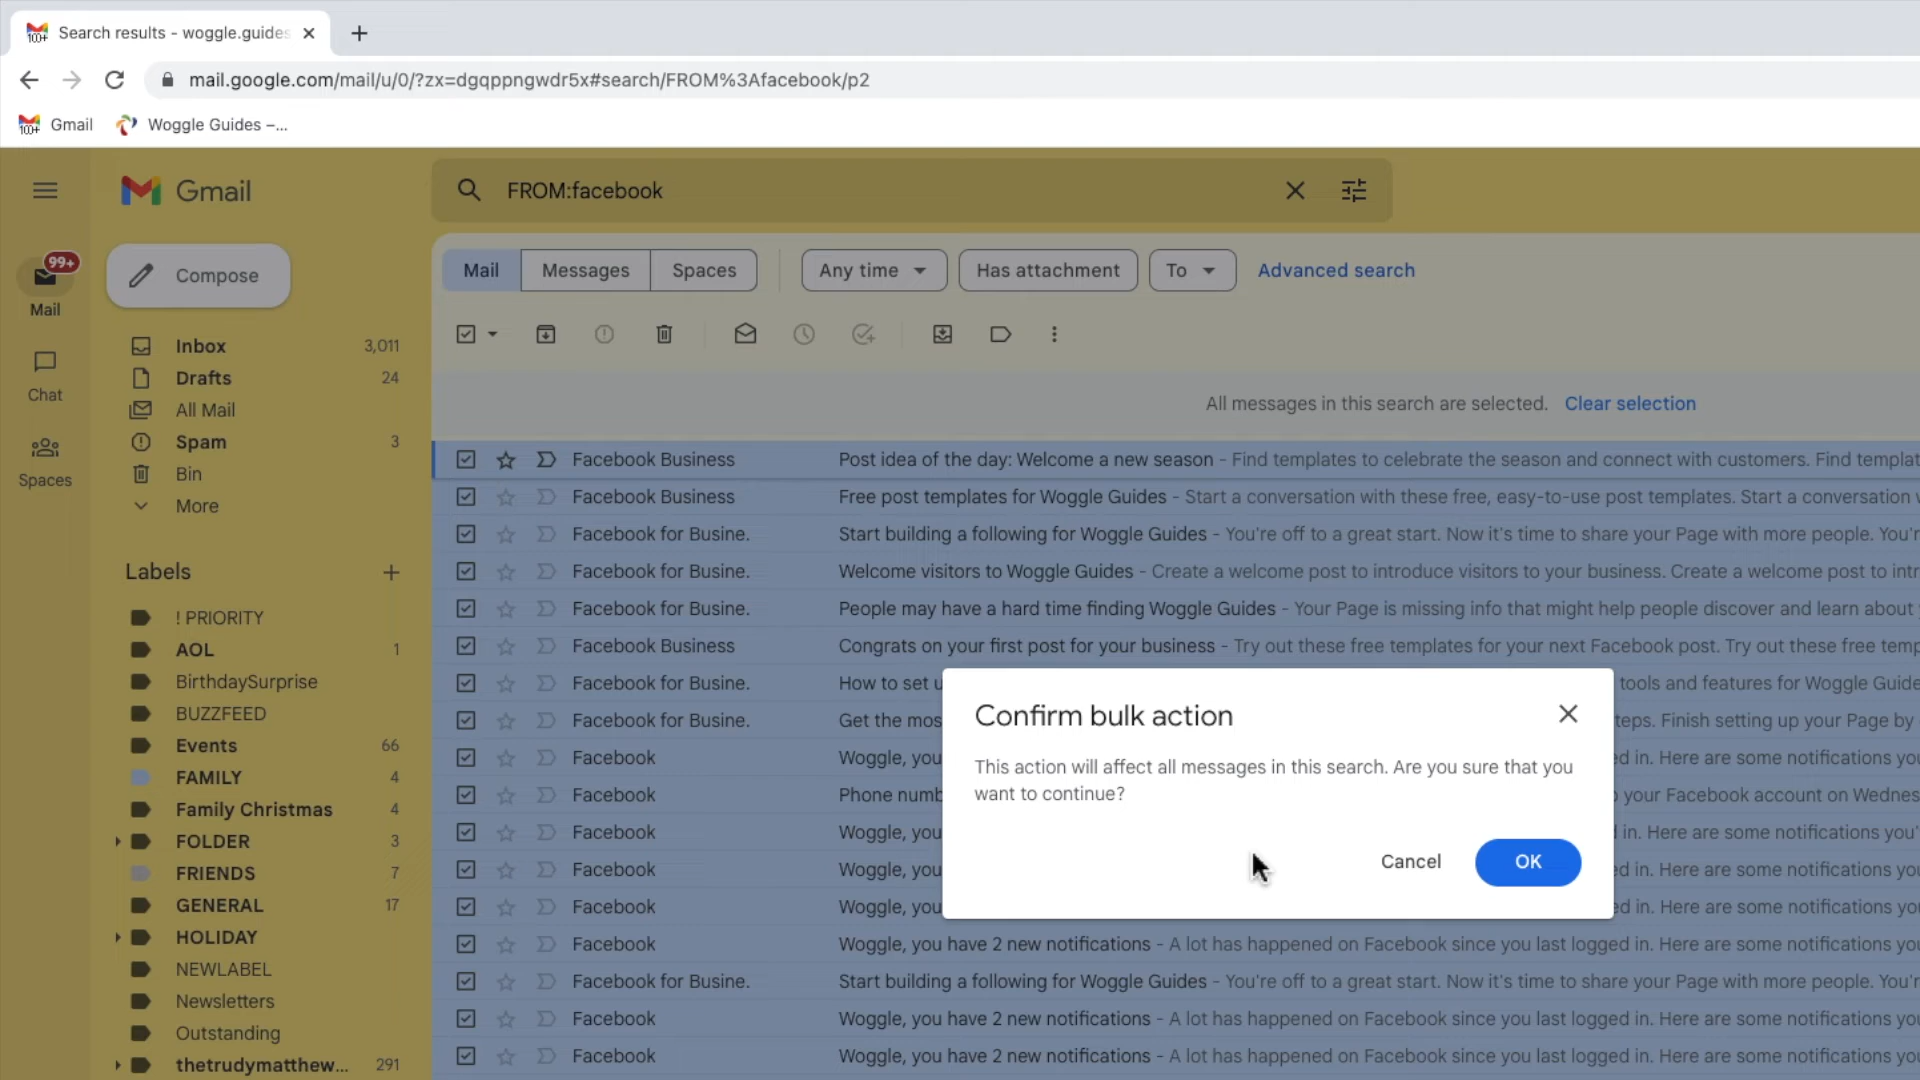 Search results - woggle.guides
mail.google.com/mail/u/0/?zx=dgqppngwdr5x#search/FROM%3Afacebook/p2
100+ Gmail Woggle Guides –...
Gmail
FROM:facebook
99+
Mail
Chat
Spaces
Compose
Inbox 3,011
Drafts 24
All Mail
Spam 3
Bin
More
Labels
! PRIORITY
AOL 1
BirthdaySurprise
BUZZFEED
Events 66
FAMILY 4
Family Christmas 4
FOLDER 3
FRIENDS 7
GENERAL 17
HOLIDAY
NEWLABEL
Newsletters
Outstanding
thetrudymatthew... 291
Mail Messages Spaces Any time Has attachment To Advanced search
All messages in this search are selected. Clear selection
Facebook Business Post idea of the day: Welcome a new season - Find templates to celebrate the season and connect with customers. Find templat
Facebook Business Free post templates for Woggle Guides - Start a conversation with these free, easy-to-use post templates. Start a conversation
Facebook for Busine. Start building a following for Woggle Guides - You're off to a great start. Now it's time to share your Page with more people. You'r
Facebook for Busine. Welcome visitors to Woggle Guides - Create a welcome post to introduce visitors to your business. Create a welcome post to intr
Facebook for Busine. People may have a hard time finding Woggle Guides - Your Page is missing info that might help people discover and learn about
Facebook Business Congrats on your first post for your business - Try out these free templates for your next Facebook post. Try out these free temp
Facebook for Busine. How to set u tools and features for Woggle Guide
Facebook for Busine. Get the mos teps. Finish setting up your Page by
Facebook Woggle, you ed in. Here are some notifications you
Facebook Phone numb your Facebook account on Wednes
Facebook Woggle, you in. Here are some notifications you'
Facebook Woggle, you ed in. Here are some notifications you
Facebook Woggle, you ed in. Here are some notifications you
Facebook Woggle, you have 2 new notifications - A lot has happened on Facebook since you last logged in. Here are some notifications you
Facebook for Busine. Start building a following for Woggle Guides - You're off to a great start. Now it's time to share your Page with more people. You'r
Facebook Woggle, you have 2 new notifications - A lot has happened on Facebook since you last logged in. Here are some notifications you
Facebook Woggle, you have 2 new notifications - A lot has happened on Facebook since you last logged in. Here are some notifications you
Confirm bulk action
This action will affect all messages in this search. Are you sure that you
want to continue?
Cancel OK